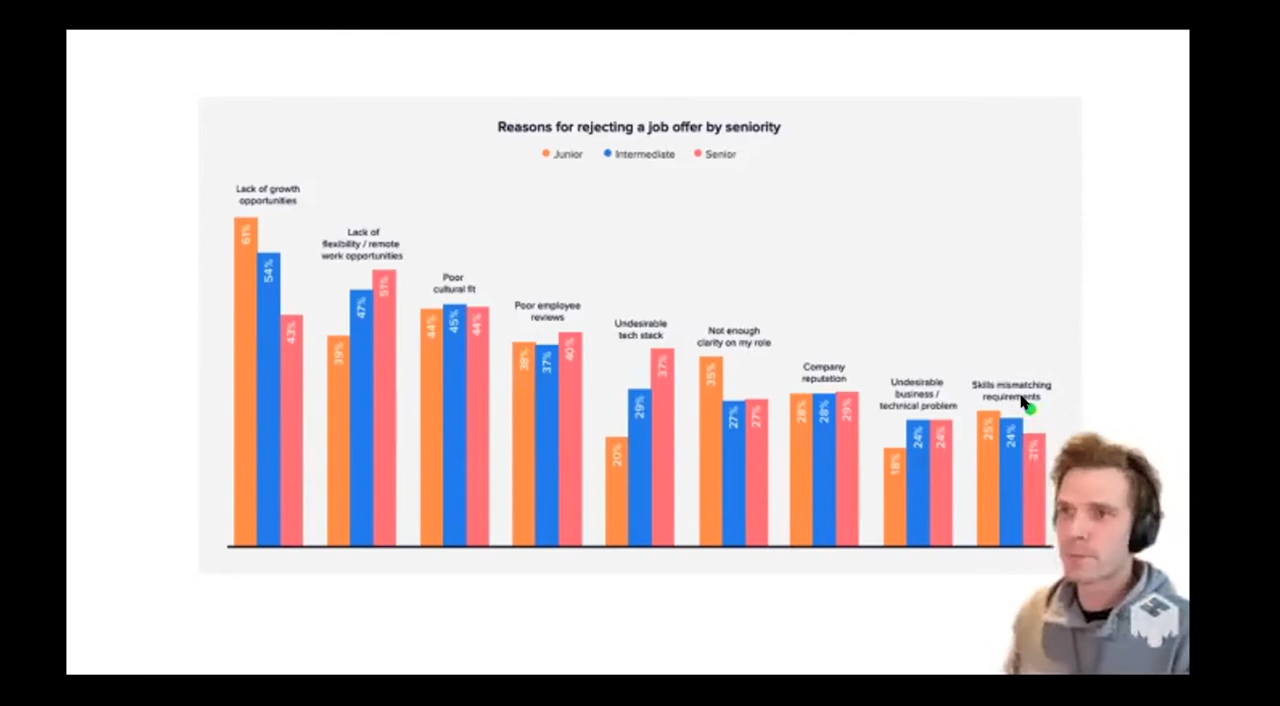 Reasons for rejecting a job offer by seniority
Junior Intermediate Senior
Lack of growth
opportunities
61%
54%
43%
Lack of
flexibility / remote
work opportunities
39%
47%
51%
Poor
cultural fit
44%
45%
44%
Poor employee
reviews
38%
37%
40%
Undesirable
tech stack
20%
29%
37%
Not enough
clarity on my role
35%
27%
27%
Company
reputation
28%
28%
29%
Undesirable
business /
technical problem
18%
24%
24%
Skills mismatching
requirements
25%
24%
21%